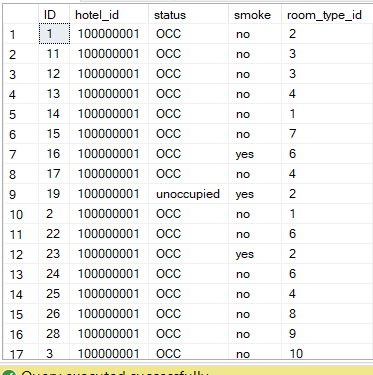 ID hotel_id status smoke room_type_id
1 1 100000001 OCC no 2
2 11 100000001 OCC no 3
3 12 100000001 OCC no 3
4 13 100000001 OCC no 4
5 14 100000001 OCC no 1
6 15 100000001 OCC no 7
7 16 100000001 OCC yes 6
8 17 100000001 OCC no 4
9 19 100000001 unoccupied yes 2
10 2 100000001 OCC no 1
11 22 100000001 OCC no 6
12 23 100000001 OCC yes 2
13 24 100000001 OCC no 6
14 25 100000001 OCC no 4
15 26 100000001 OCC no 8
16 28 100000001 OCC no 9
17 3 100000001 OCC no 10
Query executed successfully